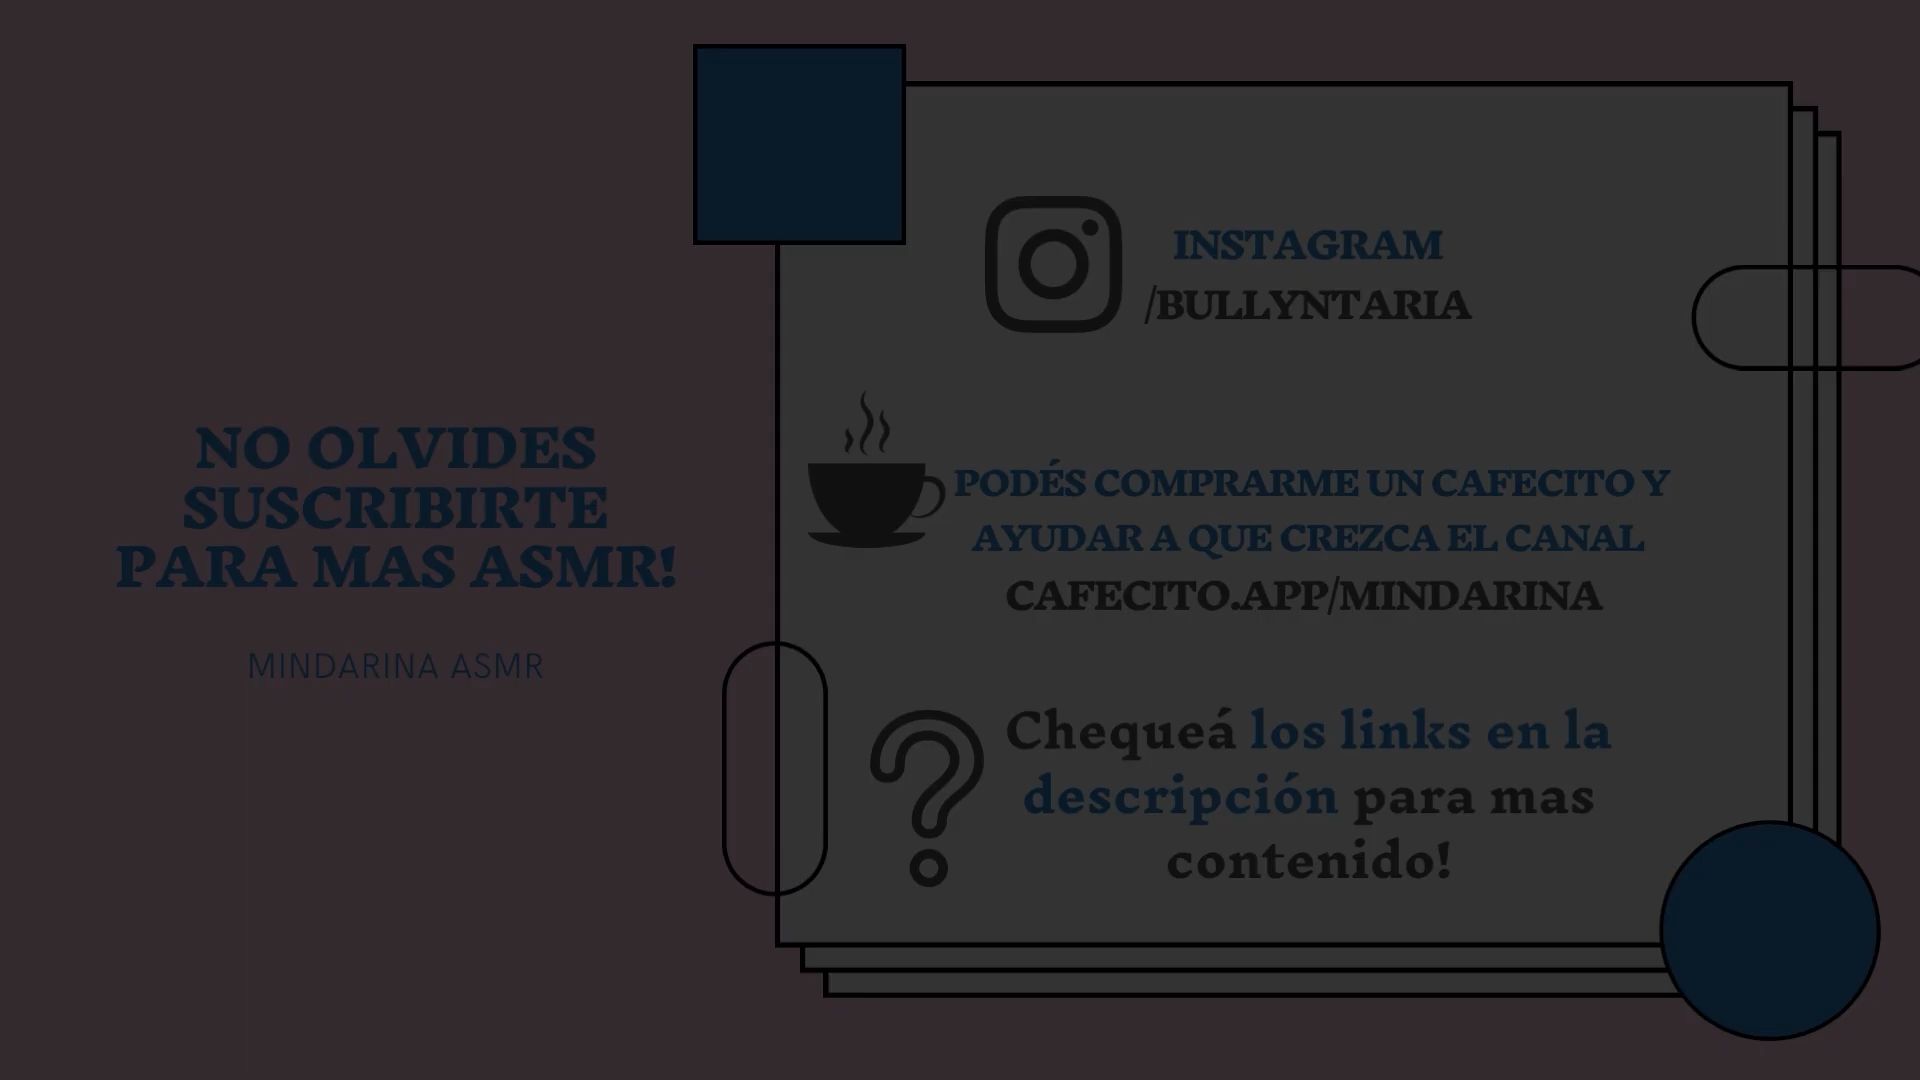 NO OLVIDES
SUSCRIBIRTE
PARA MAS ASMR!
MINDARINA ASMR
INSTAGRAM
/BULLYNTARIA
PODÉS COMPRARME UN CAFECITO Y
AYUDAR A QUE CREZCA EL CANAL
CAFECITO.APP/MINDARINA
Chequeá los links en la
descripción para mas
contenido!